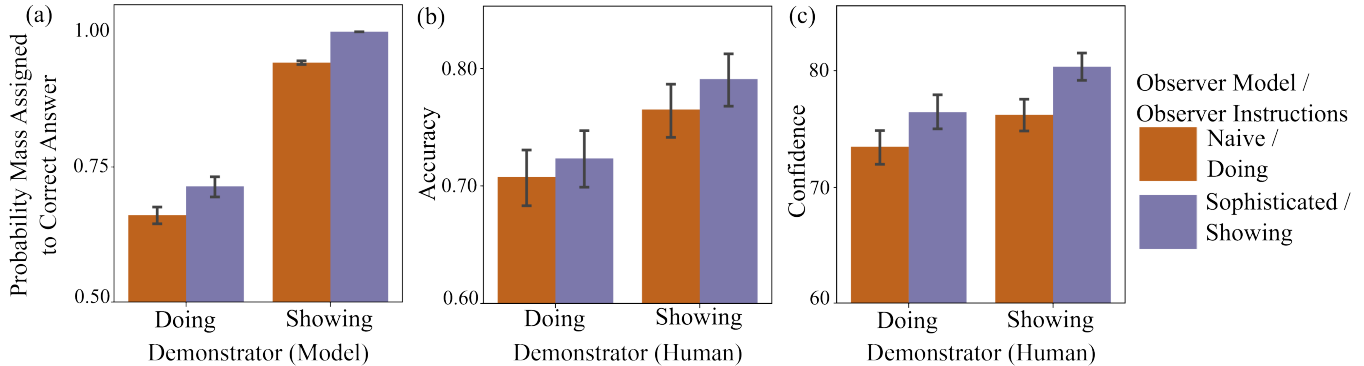 (a)
Probability Mass Assigned
to Correct Answer
1.00
0.75
0.50
Doing
Showing
Demonstrator (Model)
(b)
Accuracy
0.80
0.70
0.60
Doing
Showing
Demonstrator (Human)
(c)
Confidence
80
70
60
Doing
Showing
Demonstrator (Human)
Observer Model /
Observer Instructions
Naive /
Doing
Sophisticated /
Showing